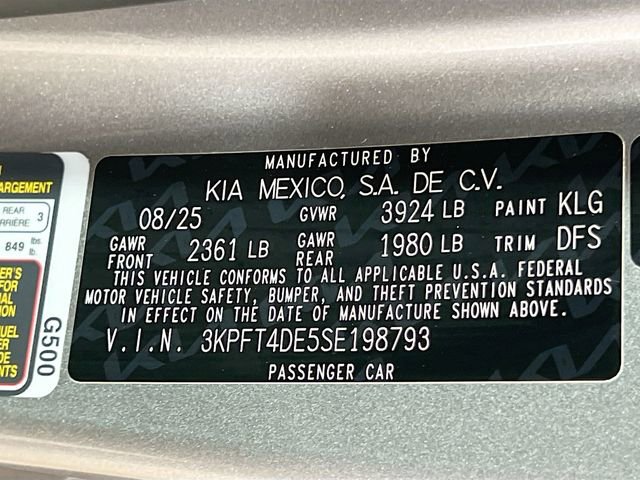 MANUFACTURED BY
KIA MEXICO, S.A. DE C.V.
08/25 GVWR 3924 LB PAINT KLG
GAWR FRONT 2361 LB GAWR REAR 1980 LB TRIM DFS
THIS VEHICLE CONFORMS TO ALL APPLICABLE U.S.A. FEDERAL
MOTOR VEHICLE SAFETY, BUMPER, AND THEFT PREVENTION STANDARDS
IN EFFECT ON THE DATE OF MANUFACTURE SHOWN ABOVE.
V.I.N. 3KPFT4DE5SE198793
PASSENGER CAR
REAR 3
849 lbs.
G500